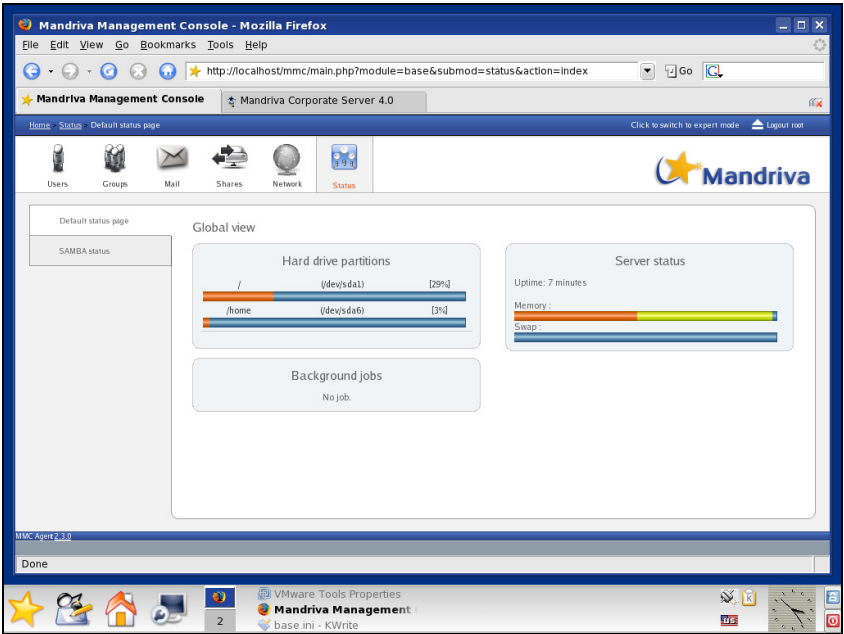 Mandriva Management Console - Mozilla Firefox
File Edit View Go Bookmarks Tools Help
http://localhost/mmc/main.php?module=base&submod=status&action=index Go
Mandriva Management Console Mandriva Corporate Server 4.0
Home > Status > Default status page Click to switch to expert mode Logout root
Users Groups Mail Shares Network Status
Mandriva
Default status page
SAMBA status
Global view
Hard drive partitions
/ (/dev/sda1) [29%]
/home (/dev/sda6) [3%]
Server status
Uptime: 7 minutes
Memory :
Swap :
Background jobs
No job.
MMC Agent 2.3.0
Done
VMware Tools Properties
2 Mandriva Management
base.ini - KWrite
US